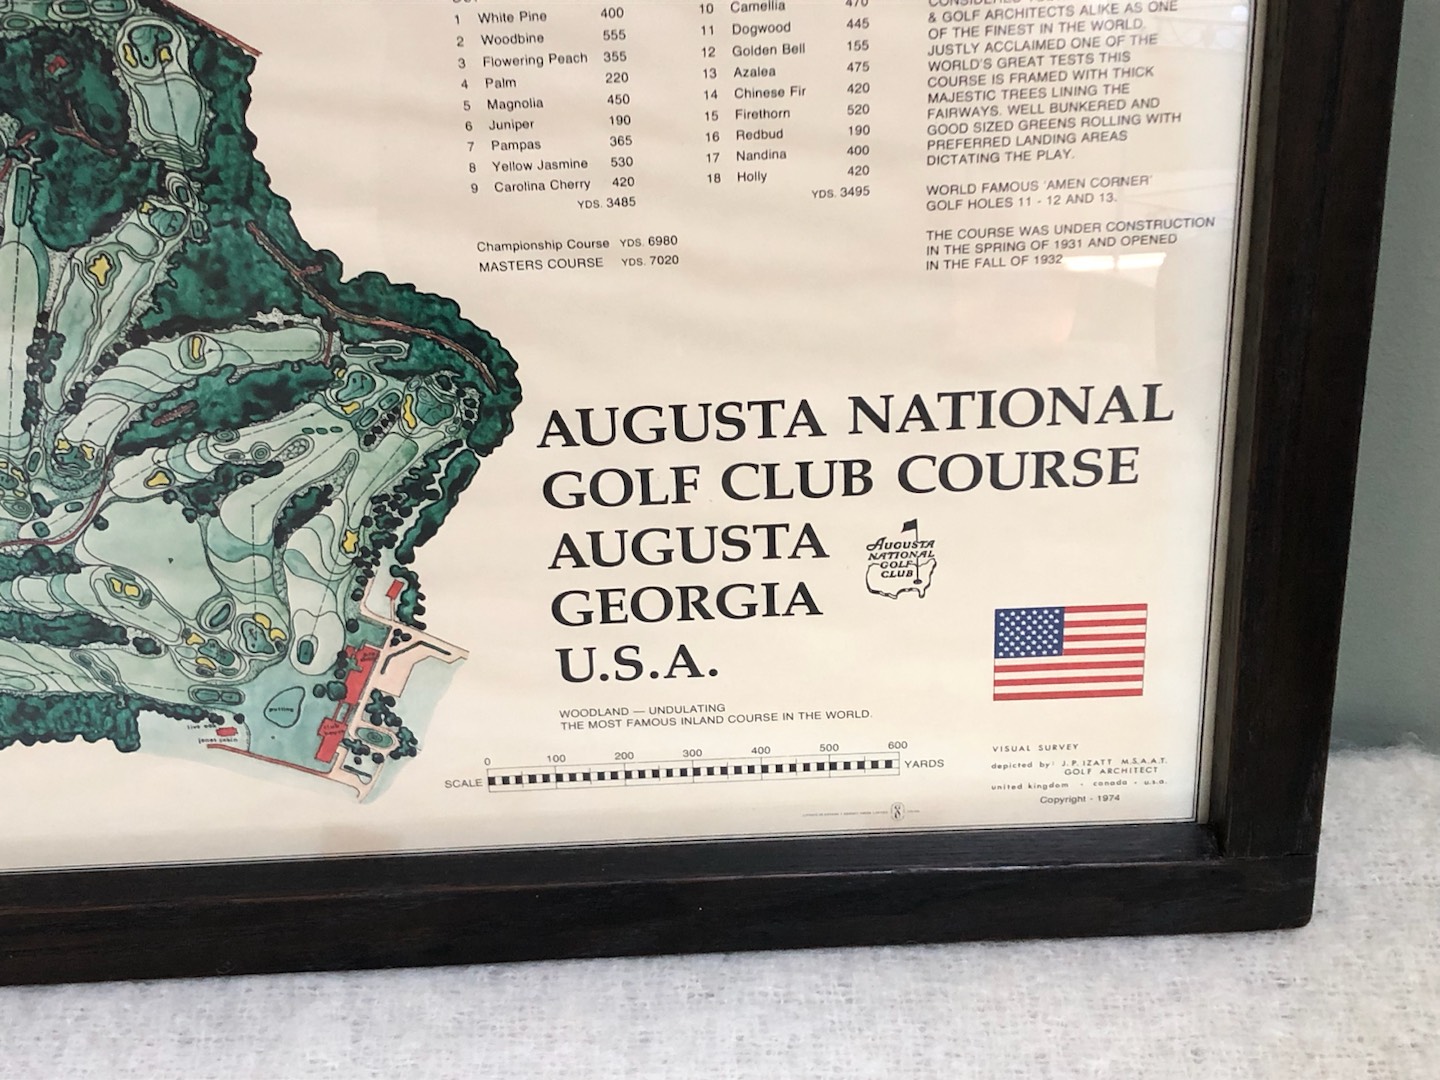 1 White Pine 400
2 Woodbine 555
3 Flowering Peach 355
4 Palm 220
5 Magnolia 450
6 Juniper 190
7 Pampas 365
8 Yellow Jasmine 530
9 Carolina Cherry 420
YDS. 3485
Championship Course YDS. 6980
MASTERS COURSE YDS. 7020
10 Camellia 470
11 Dogwood 445
12 Golden Bell 155
13 Azalea 475
14 Chinese Fir 420
15 Firethorn 520
16 Redbud 190
17 Nandina 400
18 Holly 420
YDS. 3495
& GOLF ARCHITECTS ALIKE AS ONE
OF THE FINEST IN THE WORLD.
JUSTLY ACCLAIMED ONE OF THE
WORLD'S GREAT TESTS THIS
COURSE IS FRAMED WITH THICK
MAJESTIC TREES LINING THE
FAIRWAYS. WELL BUNKERED AND
GOOD SIZED GREENS ROLLING WITH
PREFERRED LANDING AREAS
DICTATING THE PLAY.
WORLD FAMOUS 'AMEN CORNER'
GOLF HOLES 11 - 12 AND 13.
THE COURSE WAS UNDER CONSTRUCTION
IN THE SPRING OF 1931 AND OPENED
IN THE FALL OF 1932
AUGUSTA NATIONAL
GOLF CLUB COURSE
AUGUSTA
GEORGIA
U.S.A.
AUGUSTA
NATIONAL
GOLF
CLUB
WOODLAND — UNDULATING
THE MOST FAMOUS INLAND COURSE IN THE WORLD.
0 100 200 300 400 500 600
SCALE YARDS
VISUAL SURVEY
depicted by: J.P. IZATT M.S.A.A.T.
GOLF ARCHITECT
united kingdom - canada - u.s.a.
Copyright - 1974
putting
jones cabin